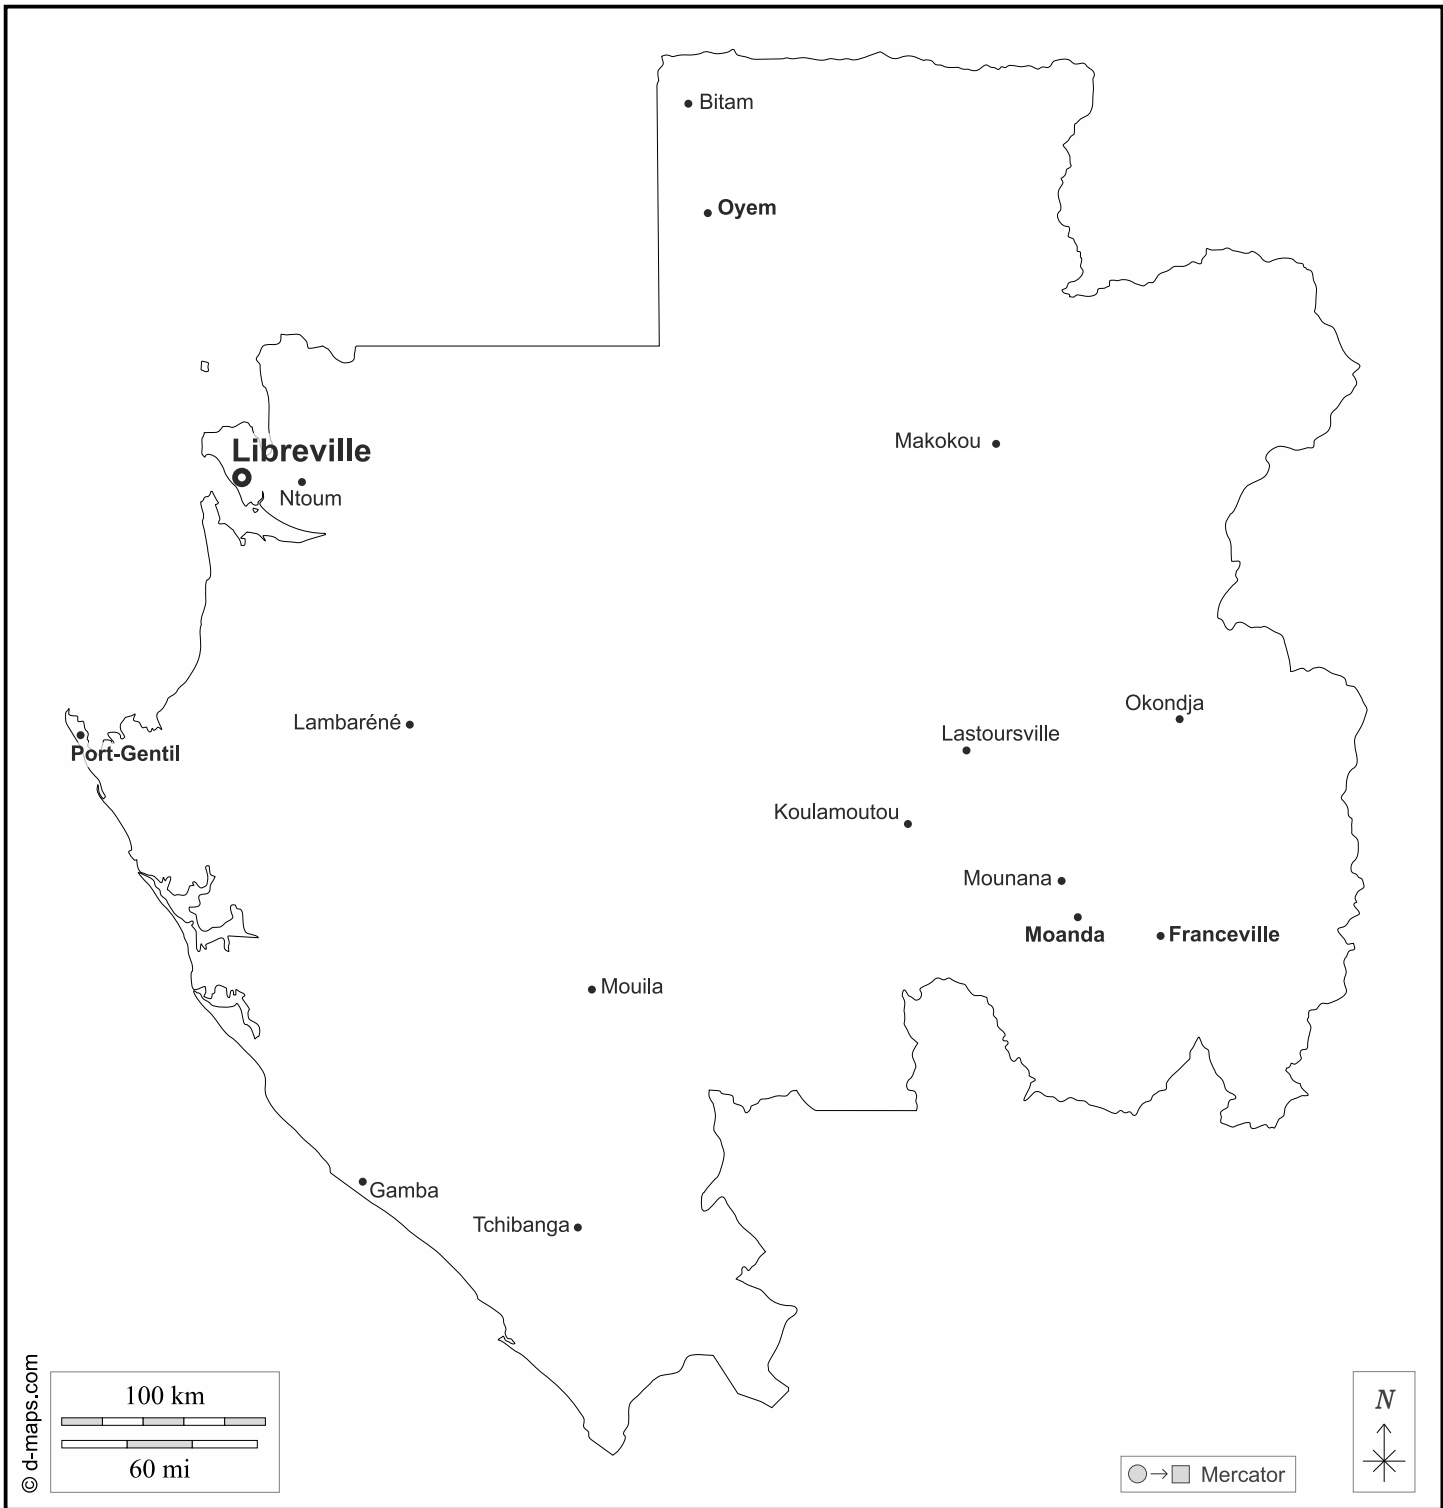 Bitam
Oyem
Makokou
Libreville
Ntoum
Okondja
Lambaréné
Lastoursville
Port-Gentil
Koulamoutou
Mounana
Moanda
Franceville
Mouila
Gamba
Tchibanga
© d-maps.com
100 km
60 mi
N
Mercator